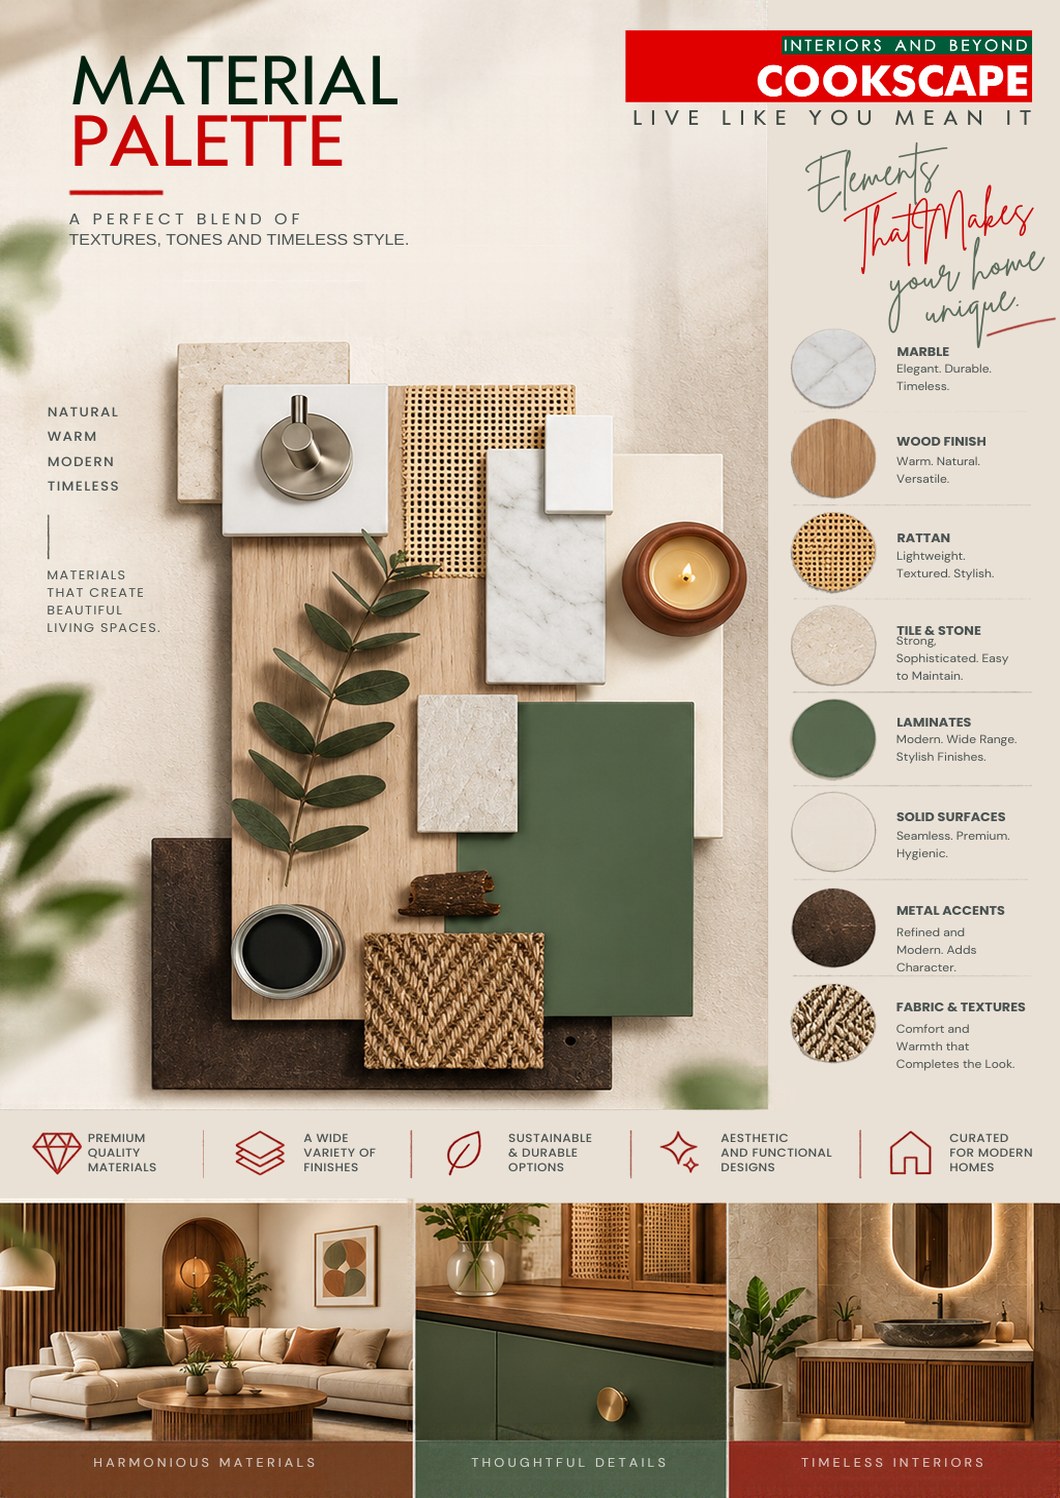 MATERIAL
PALETTE
A PERFECT BLEND OF
TEXTURES, TONES AND TIMELESS STYLE.
INTERIORS AND BEYOND
COOKSCAPE
LIVE LIKE YOU MEAN IT
Elements
That Makes
your home
unique.
NATURAL
WARM
MODERN
TIMELESS
MATERIALS
THAT CREATE
BEAUTIFUL
LIVING SPACES.
MARBLE
Elegant. Durable.
Timeless.
WOOD FINISH
Warm. Natural.
Versatile.
RATTAN
Lightweight.
Textured. Stylish.
TILE & STONE
Strong,
Sophisticated. Easy
to Maintain.
LAMINATES
Modern. Wide Range.
Stylish Finishes.
SOLID SURFACES
Seamless. Premium.
Hygienic.
METAL ACCENTS
Refined and
Modern. Adds
Character.
FABRIC & TEXTURES
Comfort and
Warmth that
Completes the Look.
PREMIUM
QUALITY
MATERIALS
A WIDE
VARIETY OF
FINISHES
SUSTAINABLE
& DURABLE
OPTIONS
AESTHETIC
AND FUNCTIONAL
DESIGNS
CURATED
FOR MODERN
HOMES
HARMONIOUS MATERIALS
THOUGHTFUL DETAILS
TIMELESS INTERIORS